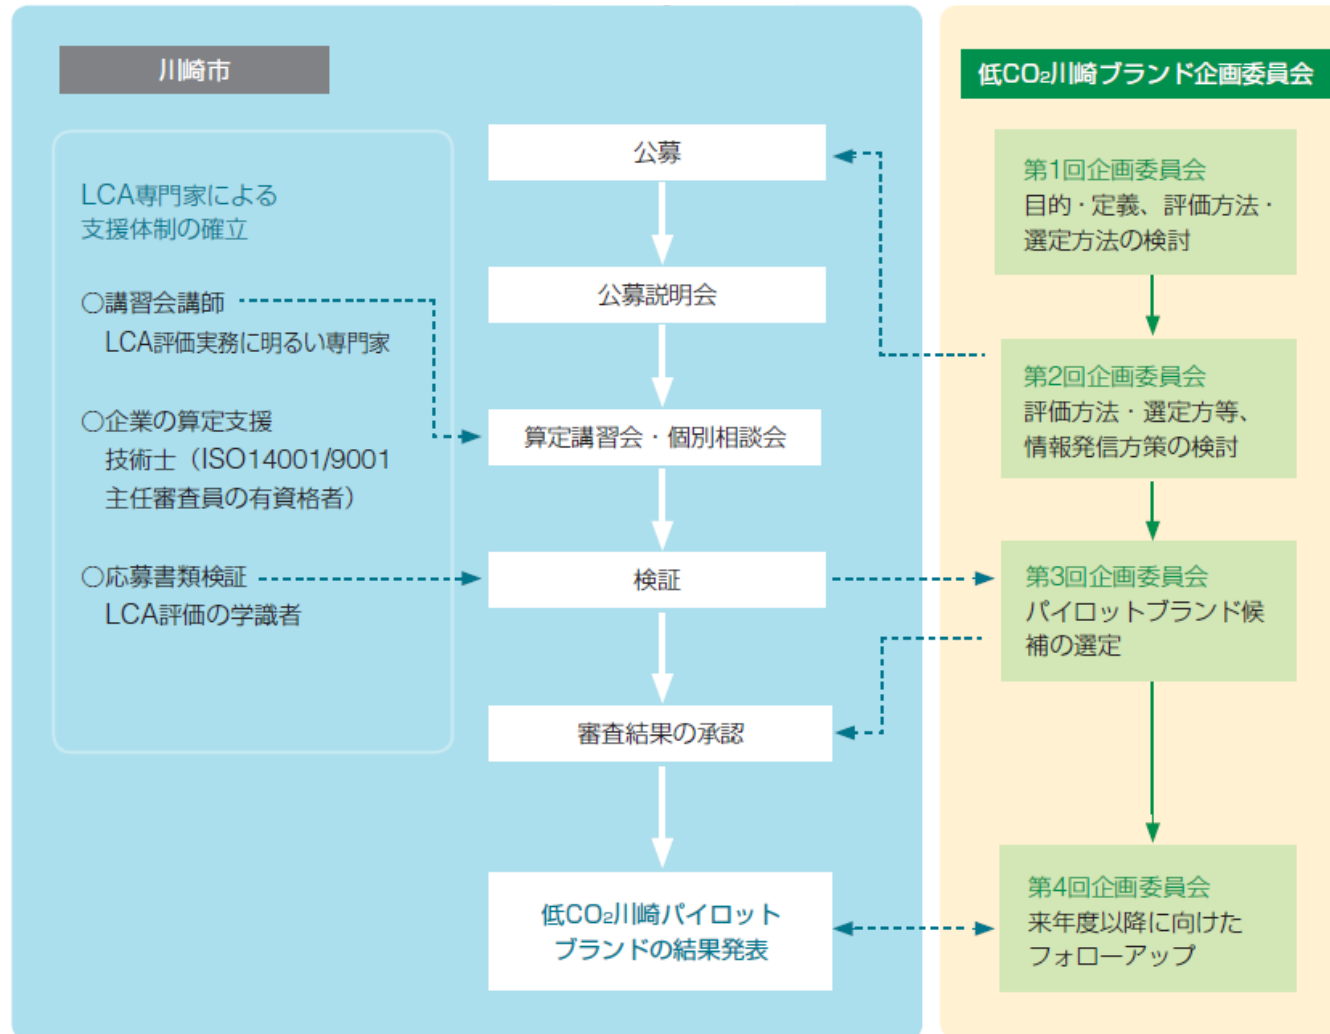 川崎市
LCA専門家による
支援体制の確立
○講習会講師
LCA評価実務に明るい専門家
○企業の算定支援
技術士（ISO14001/9001
主任審査員の有資格者）
○応募書類検証
LCA評価の学識者
公募
公募説明会
算定講習会・個別相談会
検証
審査結果の承認
低CO₂川崎パイロット
ブランドの結果発表
低CO₂川崎ブランド企画委員会
第1回企画委員会
目的・定義、評価方法・
選定方法の検討
第2回企画委員会
評価方法・選定方等、
情報発信方策の検討
第3回企画委員会
パイロットブランド候
補の選定
第4回企画委員会
来年度以降に向けた
フォローアップ